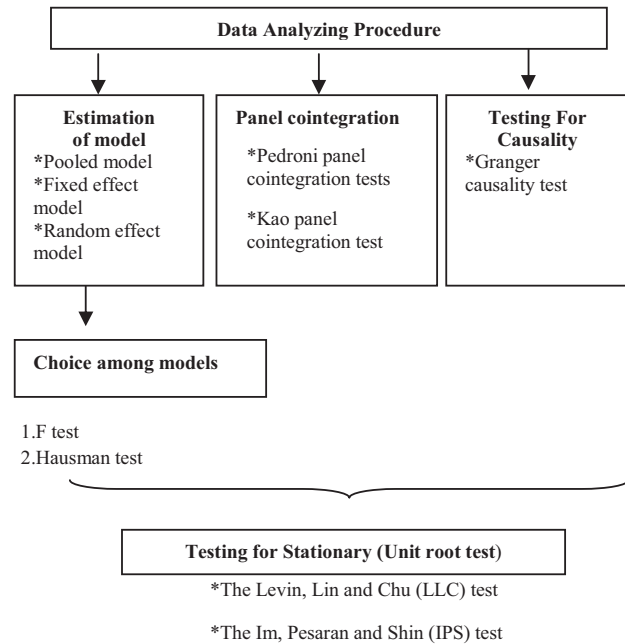 Data Analyzing Procedure
Estimation
of model
*Pooled model
*Fixed effect
model
*Random effect
model
Panel cointegration
*Pedroni panel
cointegration tests
*Kao panel
cointegration test
Testing For
Causality
*Granger
causality test
Choice among models
1.F test
2.Hausman test
Testing for Stationary (Unit root test)
*The Levin, Lin and Chu (LLC) test
*The Im, Pesaran and Shin (IPS) test